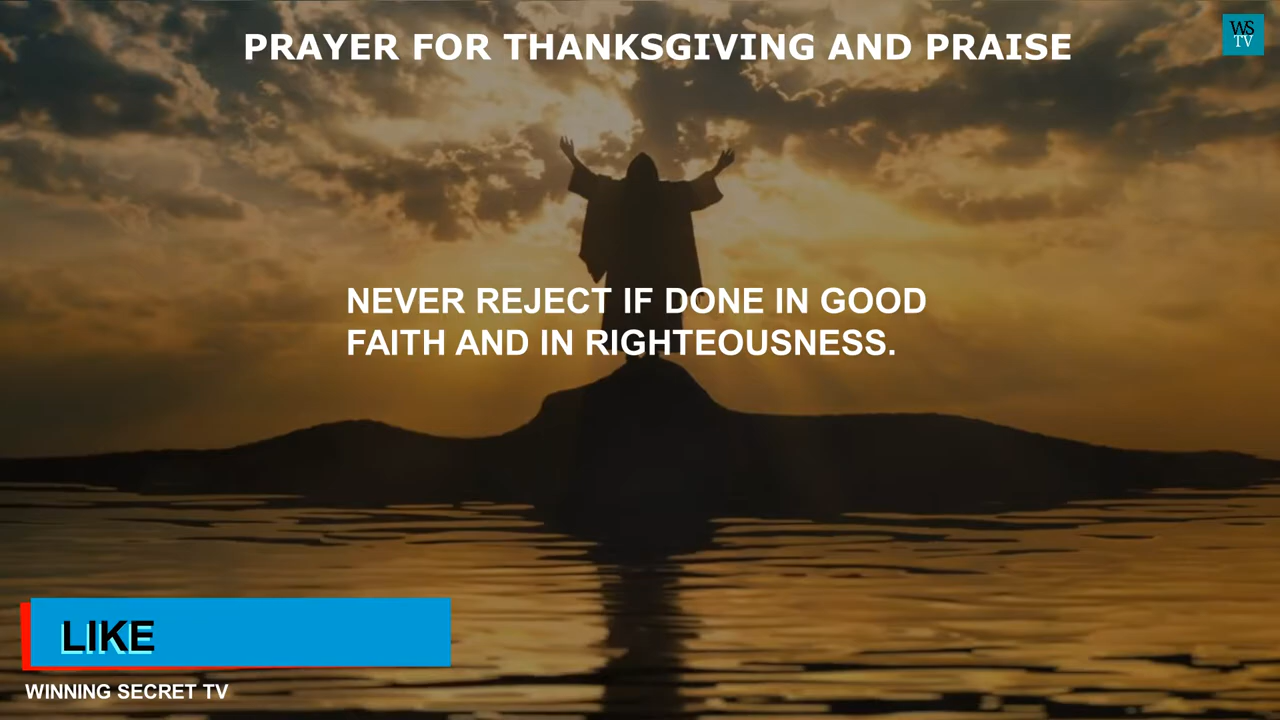 PRAYER FOR THANKSGIVING AND PRAISE
WS
TV
NEVER REJECT IF DONE IN GOOD
FAITH AND IN RIGHTEOUSNESS.
LIKE
WINNING SECRET TV